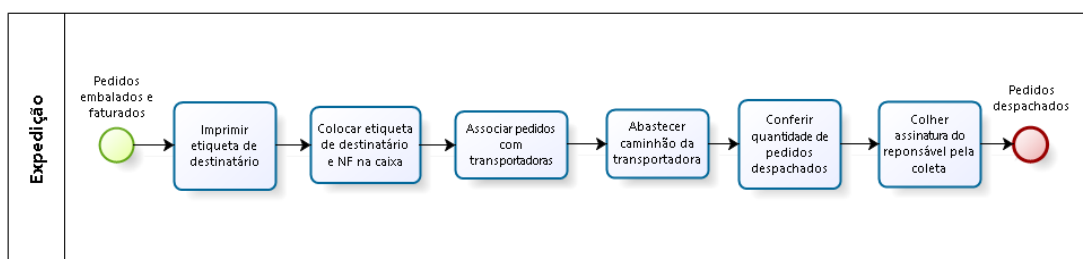 Expedição
Pedidos
embalados e
faturados
Imprimir
etiqueta de
destinatário
Colocar etiqueta
de destinatário
e NF na caixa
Associar pedidos
com
transportadoras
Abastecer
caminhão da
transportadora
Conferir
quantidade de
pedidos
despachados
Colher
assinatura do
reponsável pela
coleta
Pedidos
despachados